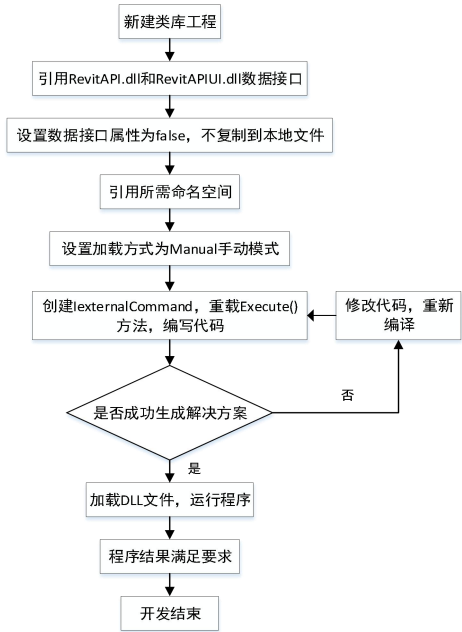 新建类库工程
引用RevitAPI.dll和RevitAPIUI.dll数据接口
设置数据接口属性为false，不复制到本地文件
引用所需命名空间
设置加载方式为Manual手动模式
创建IexternalCommand，重载Execute()
方法，编写代码
修改代码，重新
编译
是否成功生成解决方案
否
是
加载DLL文件，运行程序
程序结果满足要求
开发结束